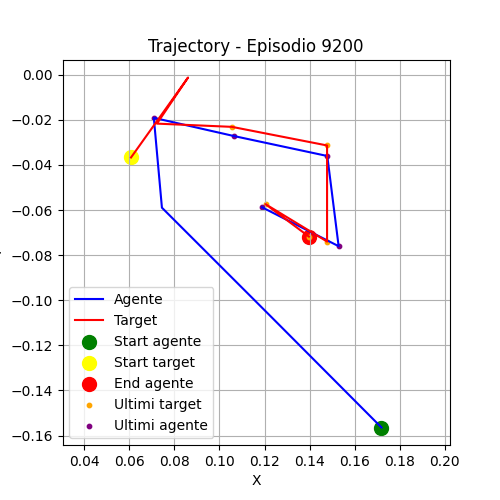 Trajectory - Episodio 9200
0.00
−0.02
−0.04
−0.06
−0.08
−0.10
−0.12
−0.14
−0.16
Agente
Target
Start agente
Start target
End agente
Ultimi target
Ultimi agente
0.04 0.06 0.08 0.10 0.12 0.14 0.16 0.18 0.20
X